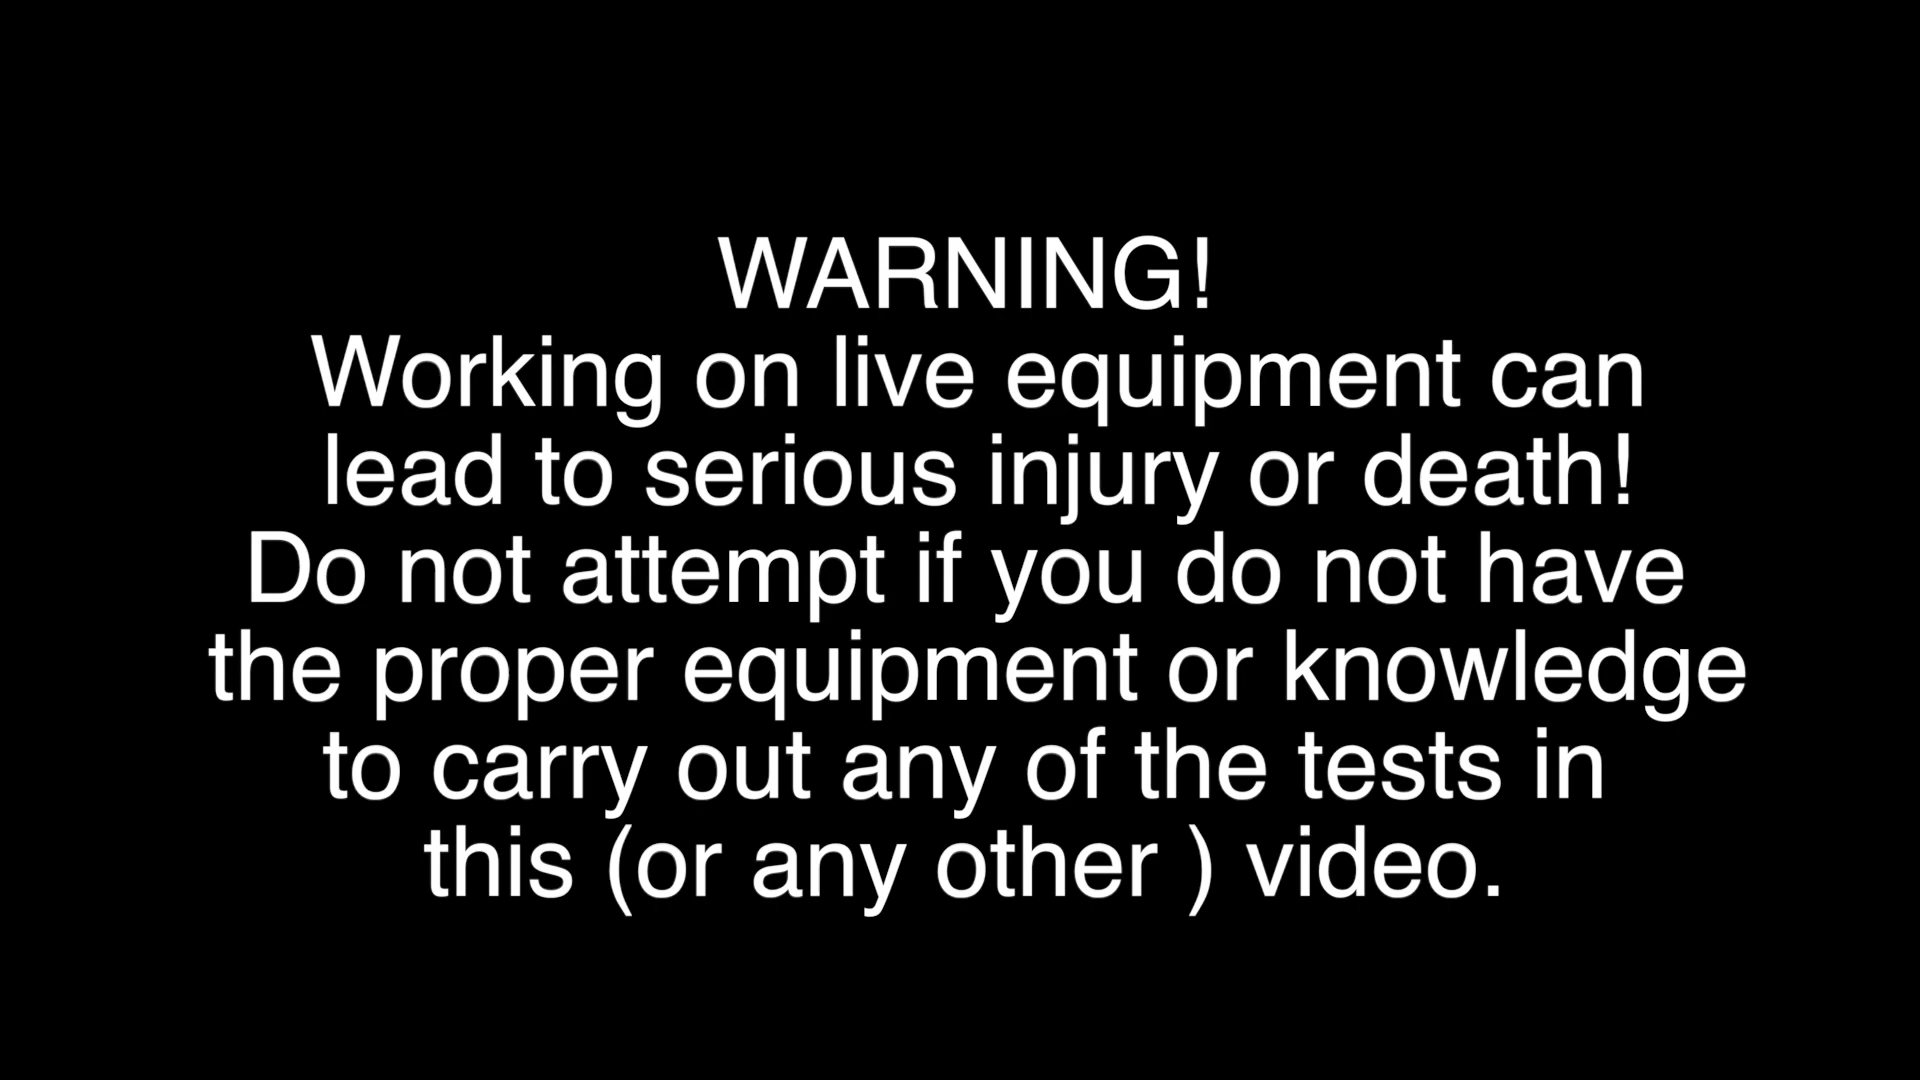 WARNING!
Working on live equipment can
lead to serious injury or death!
Do not attempt if you do not have
the proper equipment or knowledge
to carry out any of the tests in
this (or any other ) video.